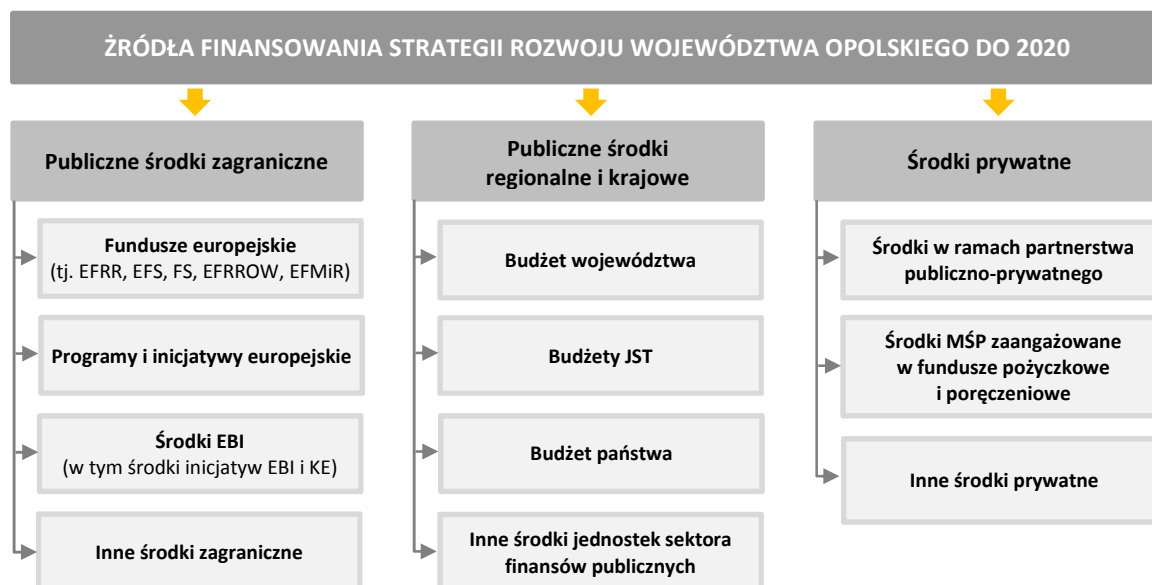 ŻRÓDŁA FINANSOWANIA STRATEGII ROZWOJU WOJEWÓDZTWA OPOLSKIEGO DO 2020
Publiczne środki zagraniczne
Fundusze europejskie
(tj. EFRR, EFS, FS, EFRROW, EFMiR)
Programy i inicjatywy europejskie
Środki EBI
(w tym środki inicjatyw EBI i KE)
Inne środki zagraniczne
Publiczne środki
regionalne i krajowe
Budżet województwa
Budżety JST
Budżet państwa
Inne środki jednostek sektora
finansów publicznych
Środki prywatne
Środki w ramach partnerstwa
publiczno-prywatnego
Środki MŚP zaangażowane
w fundusze pożyczkowe
i poręczeniowe
Inne środki prywatne